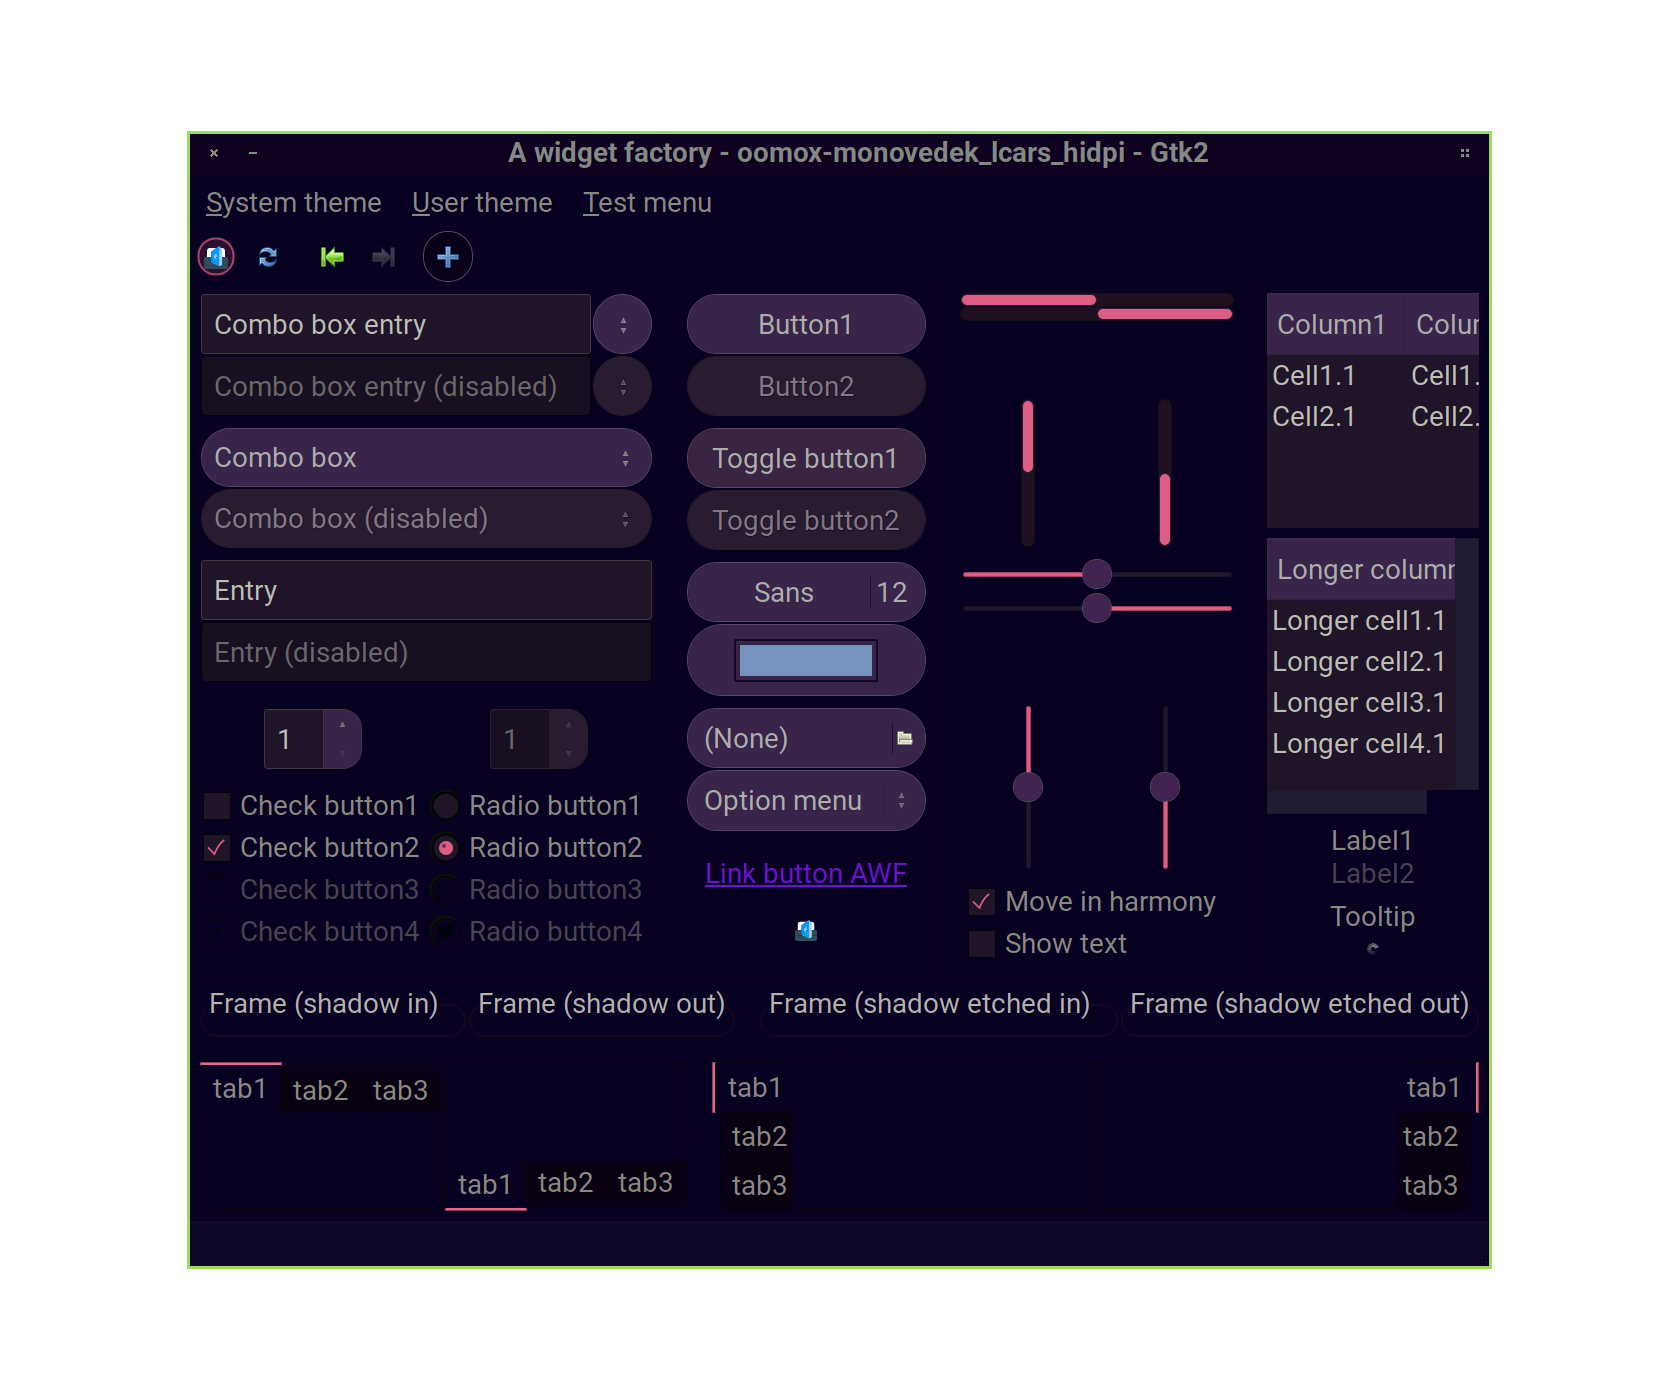 A widget factory - oomox-monovedek_lcars_hidpi - Gtk2
System theme User theme Test menu
Combo box entry
Combo box entry (disabled)
Combo box
Combo box (disabled)
Entry
Entry (disabled)
1 1
Check button1 Radio button1
Check button2 Radio button2
Check button3 Radio button3
Check button4 Radio button4
Button1
Button2
Toggle button1
Toggle button2
Sans 12
(None)
Option menu
Link button AWF
Move in harmony
Show text
Column1 Colur
Cell1.1 Cell1.
Cell2.1 Cell2.
Longer column
Longer cell1.1
Longer cell2.1
Longer cell3.1
Longer cell4.1
Label1
Label2
Tooltip
Frame (shadow in) Frame (shadow out) Frame (shadow etched in) Frame (shadow etched out)
tab1 tab2 tab3
tab1 tab2 tab3
tab1
tab2
tab3
tab1
tab2
tab3